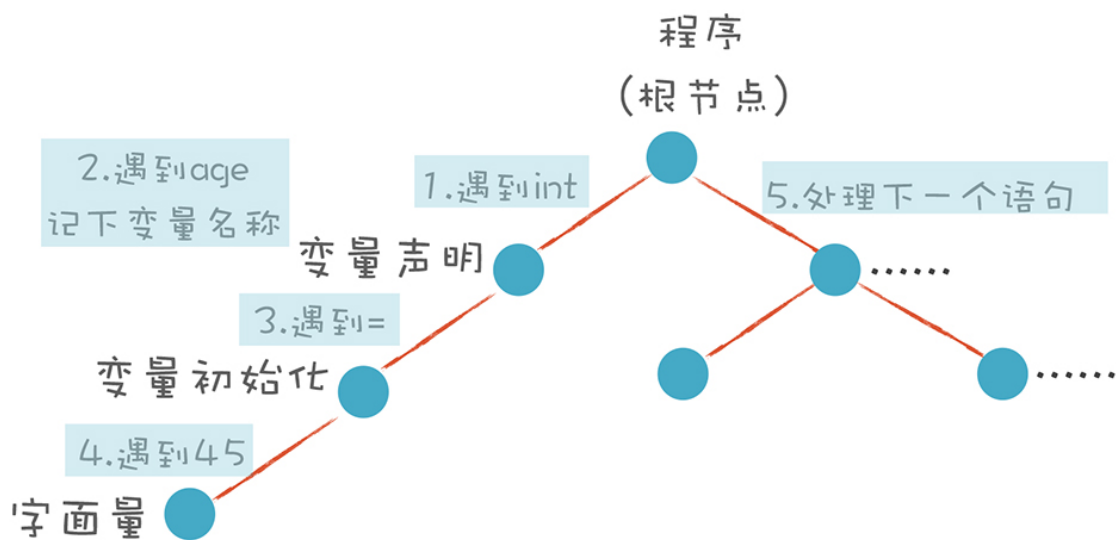 程序
(根节点)
2.遇到age
记下变量名称
1.遇到int
5.处理下一个语句
变量声明
……
3.遇到=
变量初始化
……
4.遇到45
字面量